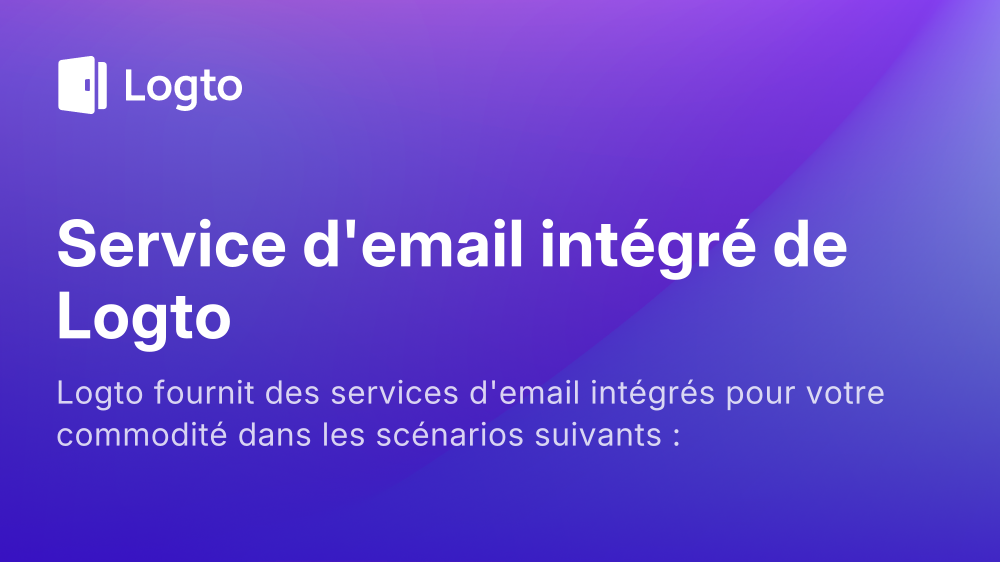 Logto
Service d'email intégré de
Logto
Logto fournit des services d'email intégrés pour votre
commodité dans les scénarios suivants :